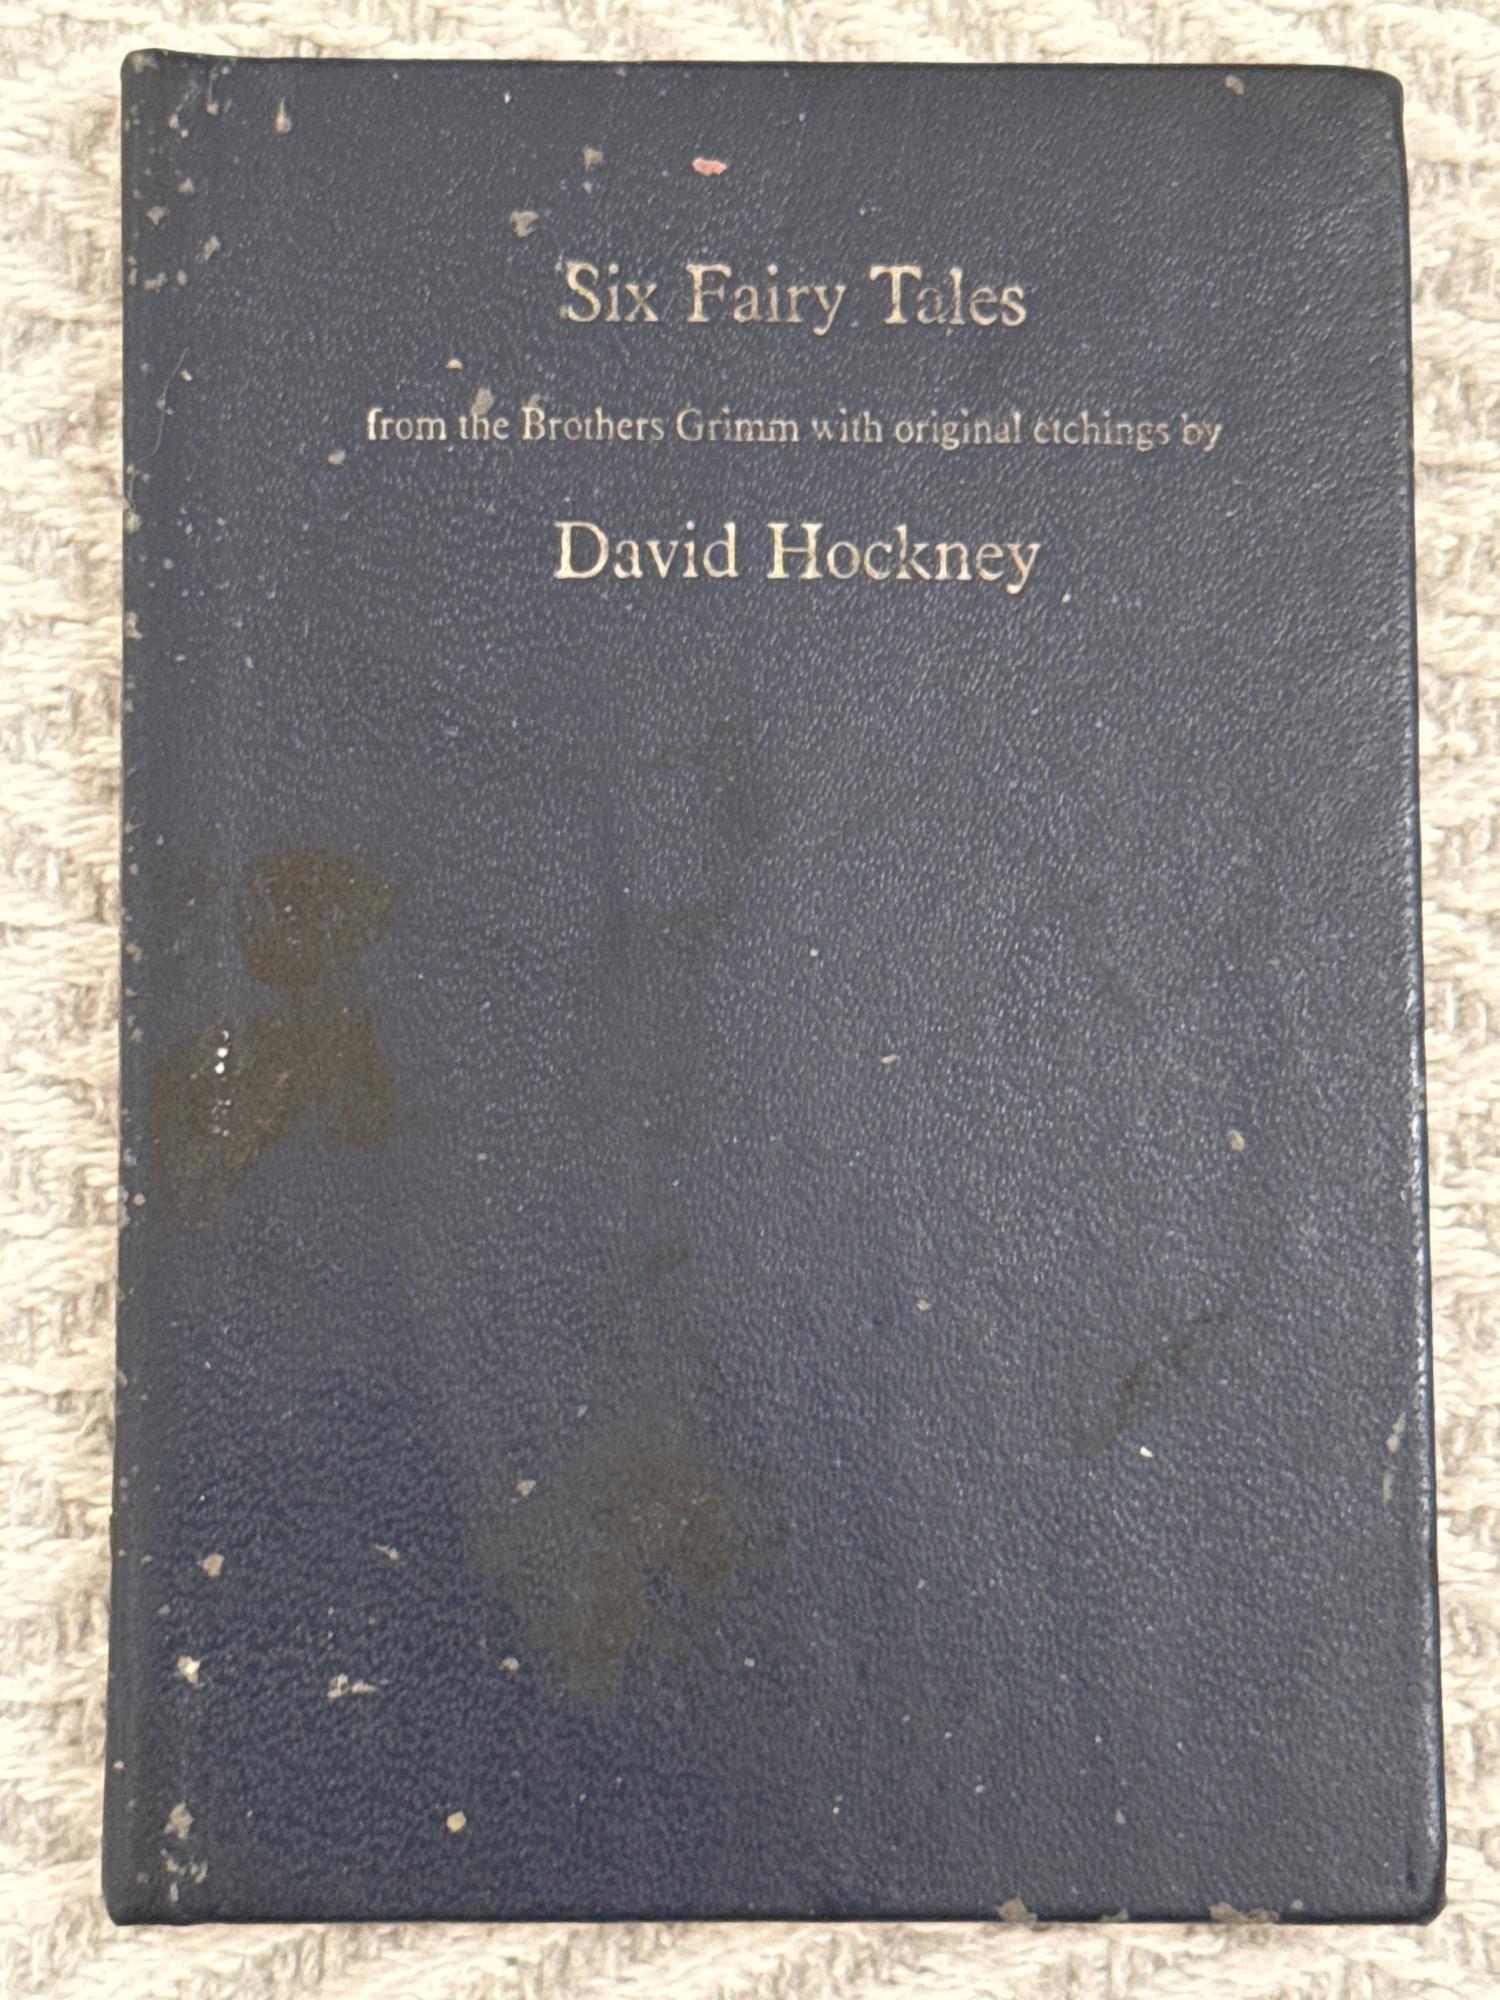 Six Fairy Tales
from the Brothers Grimm with original etchings by
David Hockney